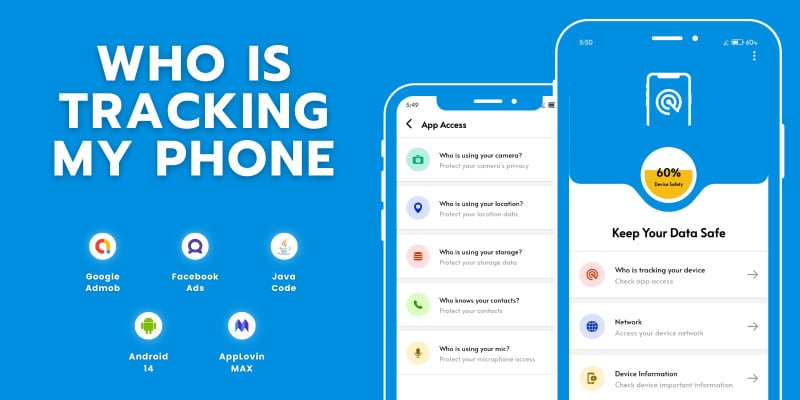 WHO IS
TRACKING
MY PHONE
Google
Admob
Facebook
Ads
Java
Code
Android
14
AppLovin
MAX
5:49
App Access
Who is using your camera?
Protect your camera's privacy
Who is using your location?
Protect your location data
Who is using your storage?
Protect your storage data
Who knows your contacts?
Protect your contacts
Who is using your mic?
Protect your microphone access
5:50
60%
60%
Device Safety
Keep Your Data Safe
Who is tracking your device
Check app access
Network
Access your device network
Device Information
Check device important information